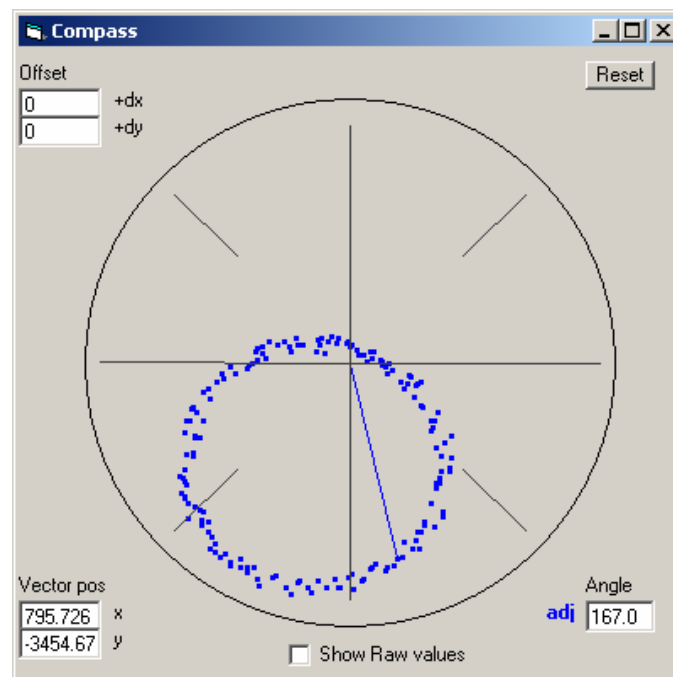 Compass
Offset
Reset
0 +dx
0 +dy
Vector pos
Angle
795.726 x
adj 167.0
-3454.67 y
Show Raw values